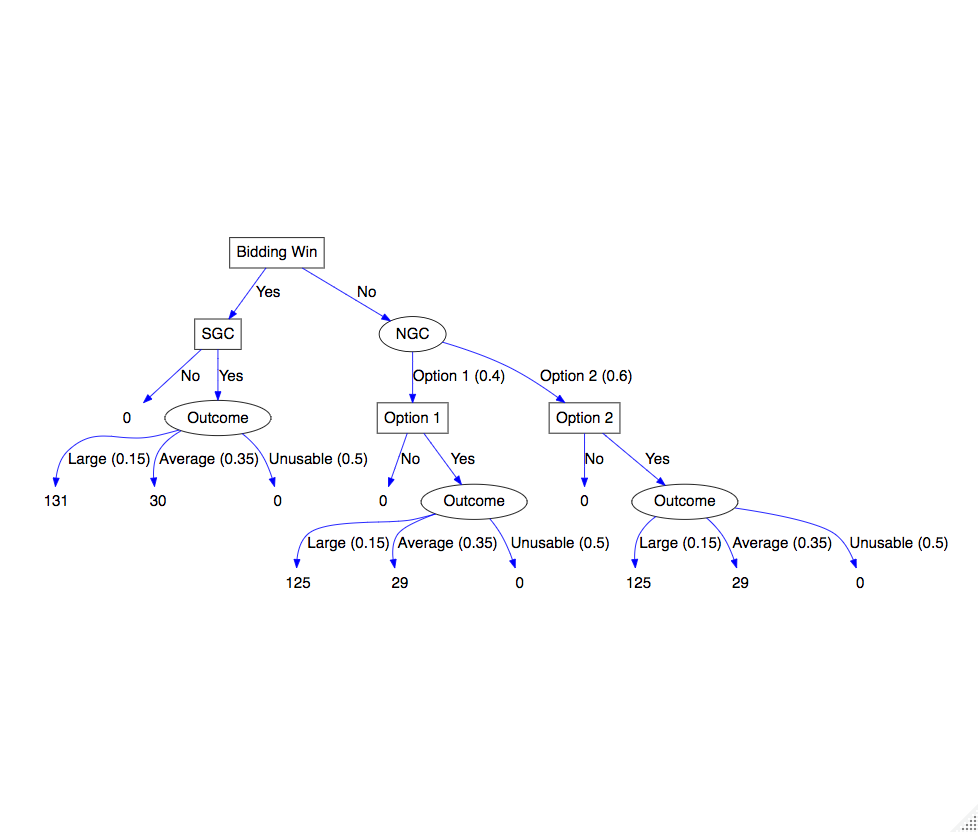 Bidding Win
Yes
No
SGC
NGC
No
Yes
Option 1 (0.4)
Option 2 (0.6)
0
Outcome
Option 1
Option 2
Large (0.15)
Average (0.35)
Unusable (0.5)
No
Yes
No
Yes
131
30
0
0
Outcome
0
Outcome
Large (0.15)
Average (0.35)
Unusable (0.5)
Large (0.15)
Average (0.35)
Unusable (0.5)
125
29
0
125
29
0